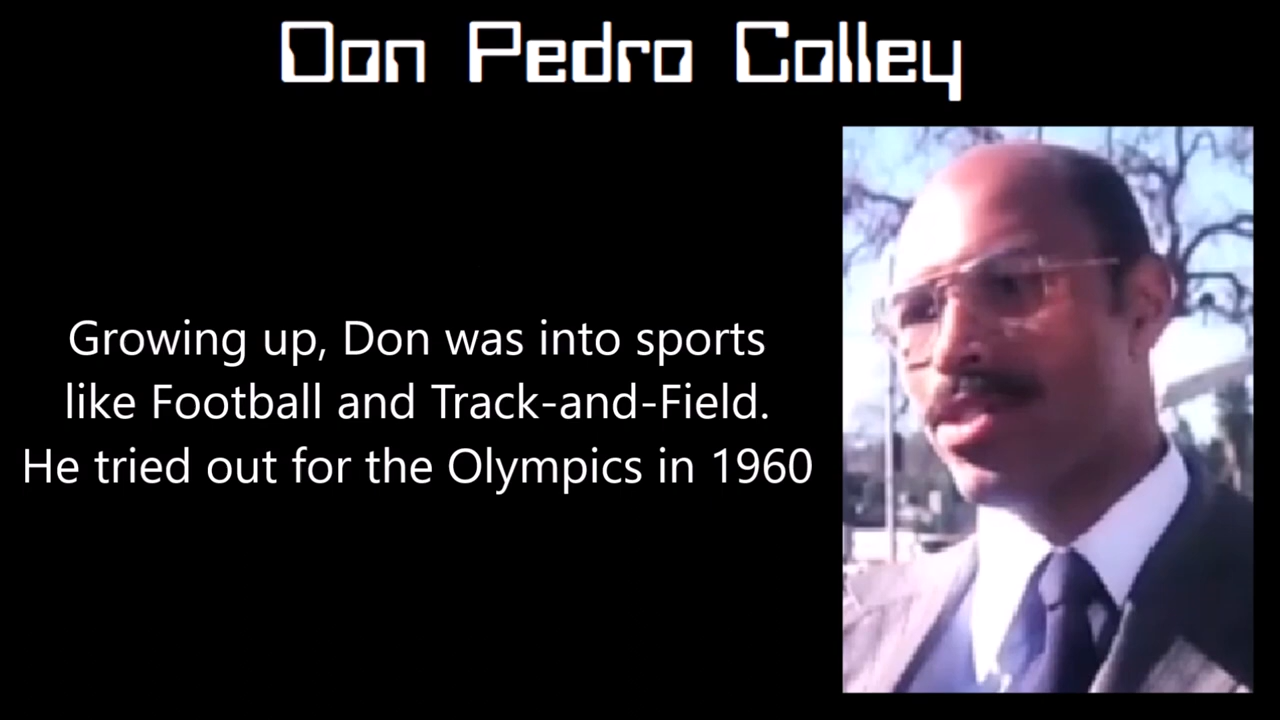 Don Pedro Colley
Growing up, Don was into sports
like Football and Track-and-Field.
He tried out for the Olympics in 1960